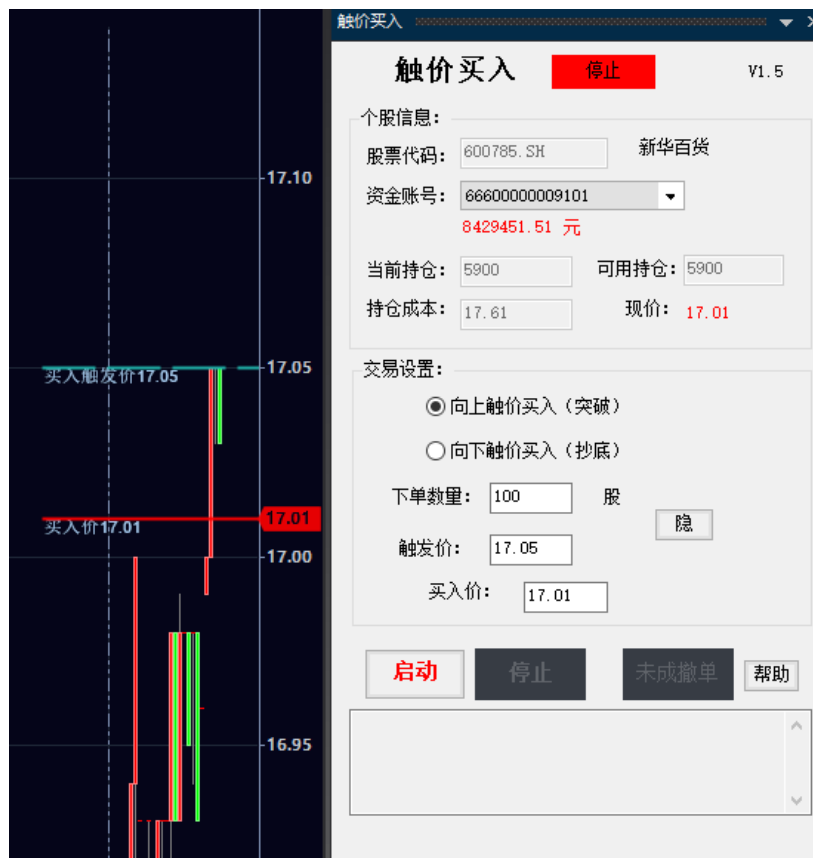 触价买入
触价买入 停止 V1.5
个股信息：
股票代码： 600785.SH 新华百货
资金账号： 66600000009101
8429451.51 元
当前持仓： 5900 可用持仓： 5900
持仓成本： 17.61 现价： 17.01
交易设置：
向上触价买入（突破）
向下触价买入（抄底）
下单数量： 100 股
隐
触发价： 17.05
买入价： 17.01
启动 停止 未成撤单 帮助
17.10
17.05
买入触发价17.05
17.01
买入价17.01
17.00
16.95